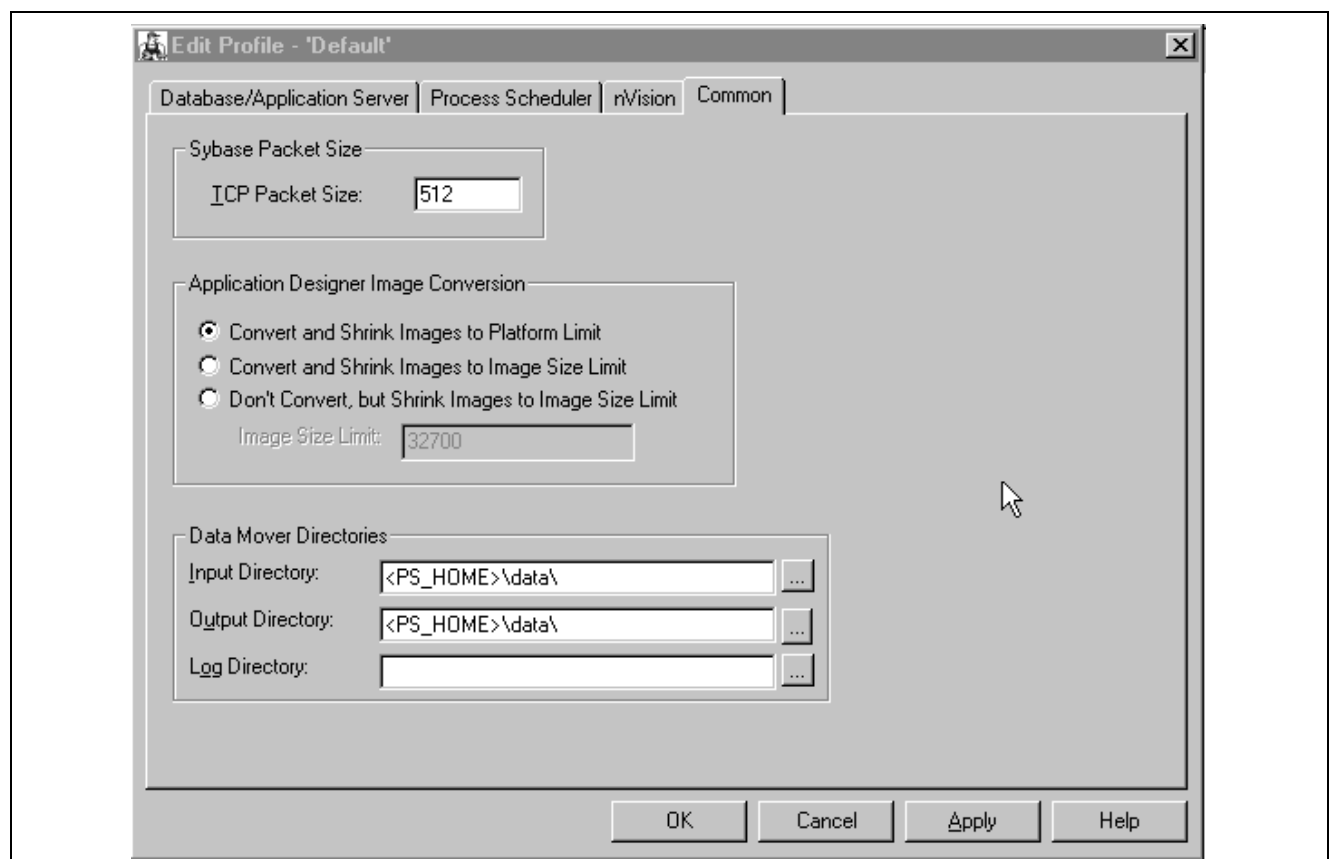 Edit Profile - 'Default'
Database/Application Server Process Scheduler nVision Common
Sybase Packet Size
TCP Packet Size: 512
Application Designer Image Conversion
Convert and Shrink Images to Platform Limit
Convert and Shrink Images to Image Size Limit
Don't Convert, but Shrink Images to Image Size Limit
Image Size Limit: 32700
Data Mover Directories
Input Directory: <PS_HOME>\data\ ...
Output Directory: <PS_HOME>\data\ ...
Log Directory: ...
OK Cancel Apply Help